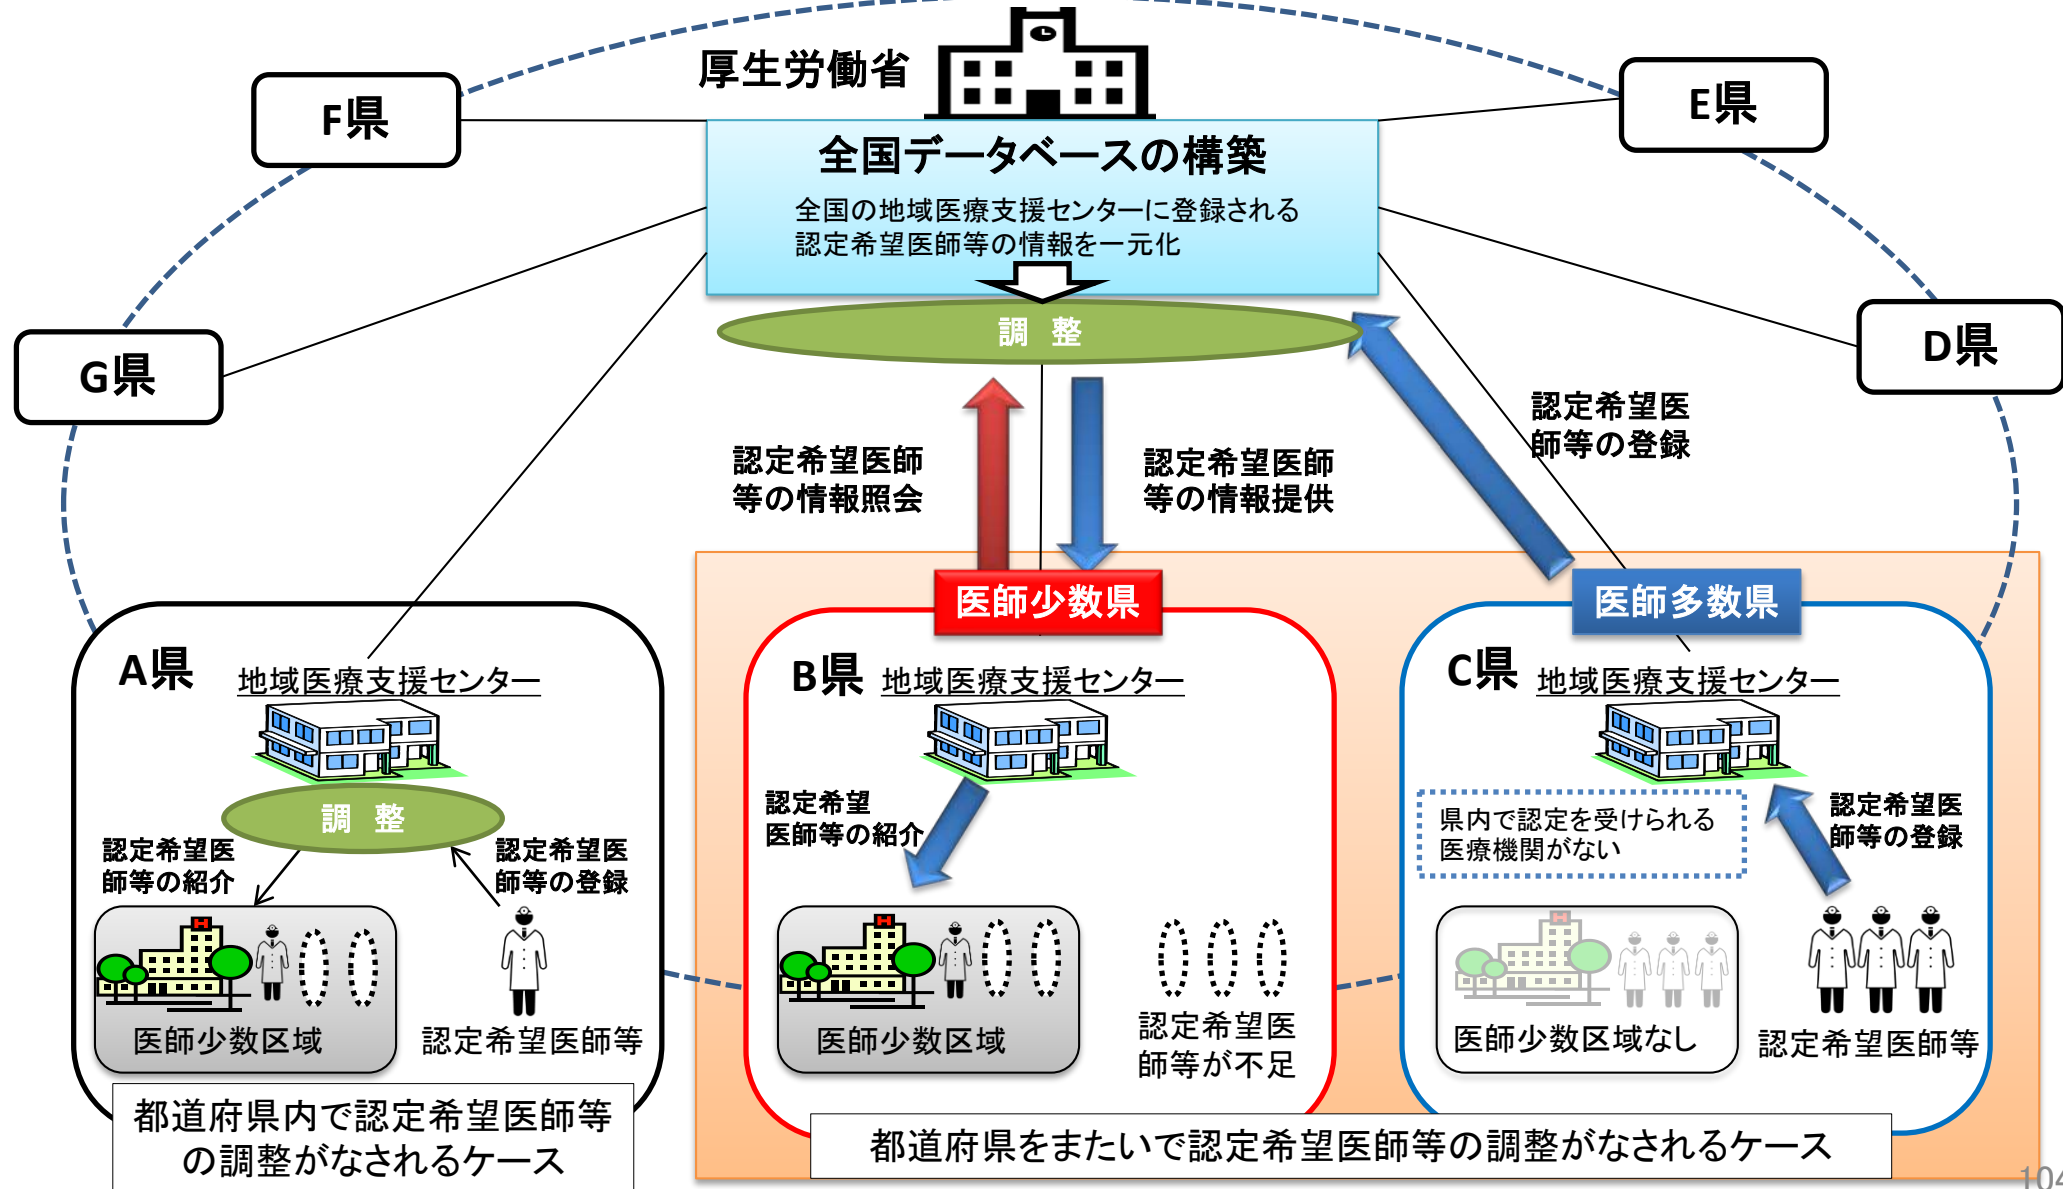 厚生労働省
F県
E県
全国データベースの構築
全国の地域医療支援センターに登録される
認定希望医師等の情報を一元化
調 整
G県
D県
認定希望医師
等の情報照会
認定希望医師
等の情報提供
認定希望医
師等の登録
医師少数県
医師多数県
A県
地域医療支援センター
調 整
認定希望医
師等の紹介
認定希望医
師等の登録
医師少数区域
認定希望医師等
都道府県内で認定希望医師等
の調整がなされるケース
B県
地域医療支援センター
認定希望
医師等の紹介
医師少数区域
認定希望医
師等が不足
C県
地域医療支援センター
県内で認定を受けられる
医療機関がない
認定希望医
師等の登録
医師少数区域なし
認定希望医師等
都道府県をまたいで認定希望医師等の調整がなされるケース
104